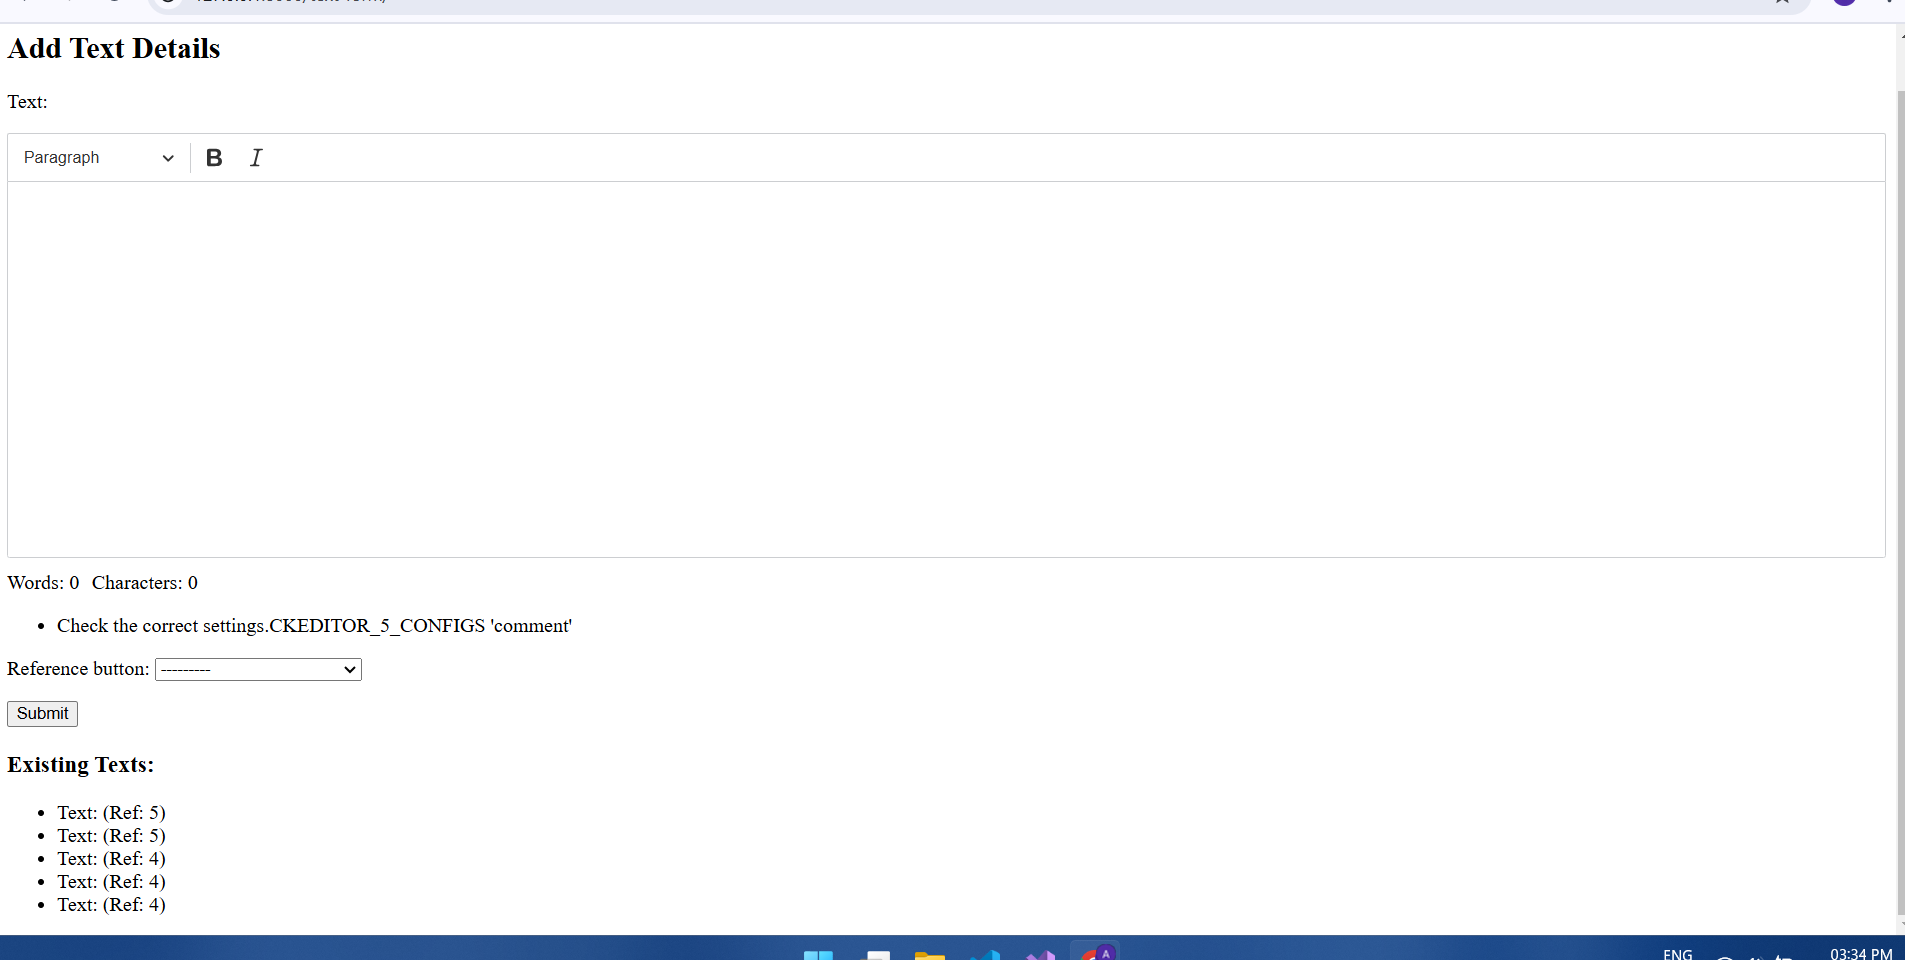 Add Text Details
Text:
Paragraph B I
Words: 0 Characters: 0
Check the correct settings.CKEDITOR_5_CONFIGS 'comment'
Reference button: ---------
Submit
Existing Texts:
Text: (Ref: 5)
Text: (Ref: 5)
Text: (Ref: 4)
Text: (Ref: 4)
Text: (Ref: 4)
A
ENG
03:34 PM